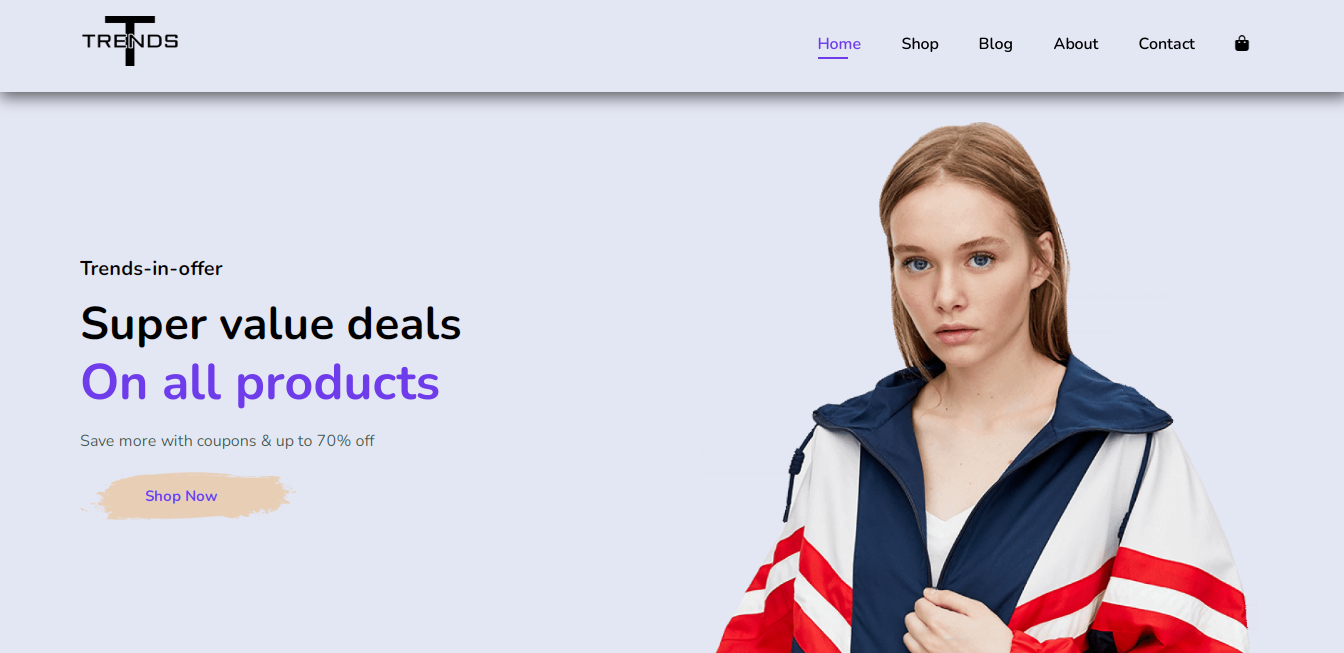 TRENDS
Home Shop Blog About Contact
Trends-in-offer
Super value deals
On all products
Save more with coupons & up to 70% off
Shop Now